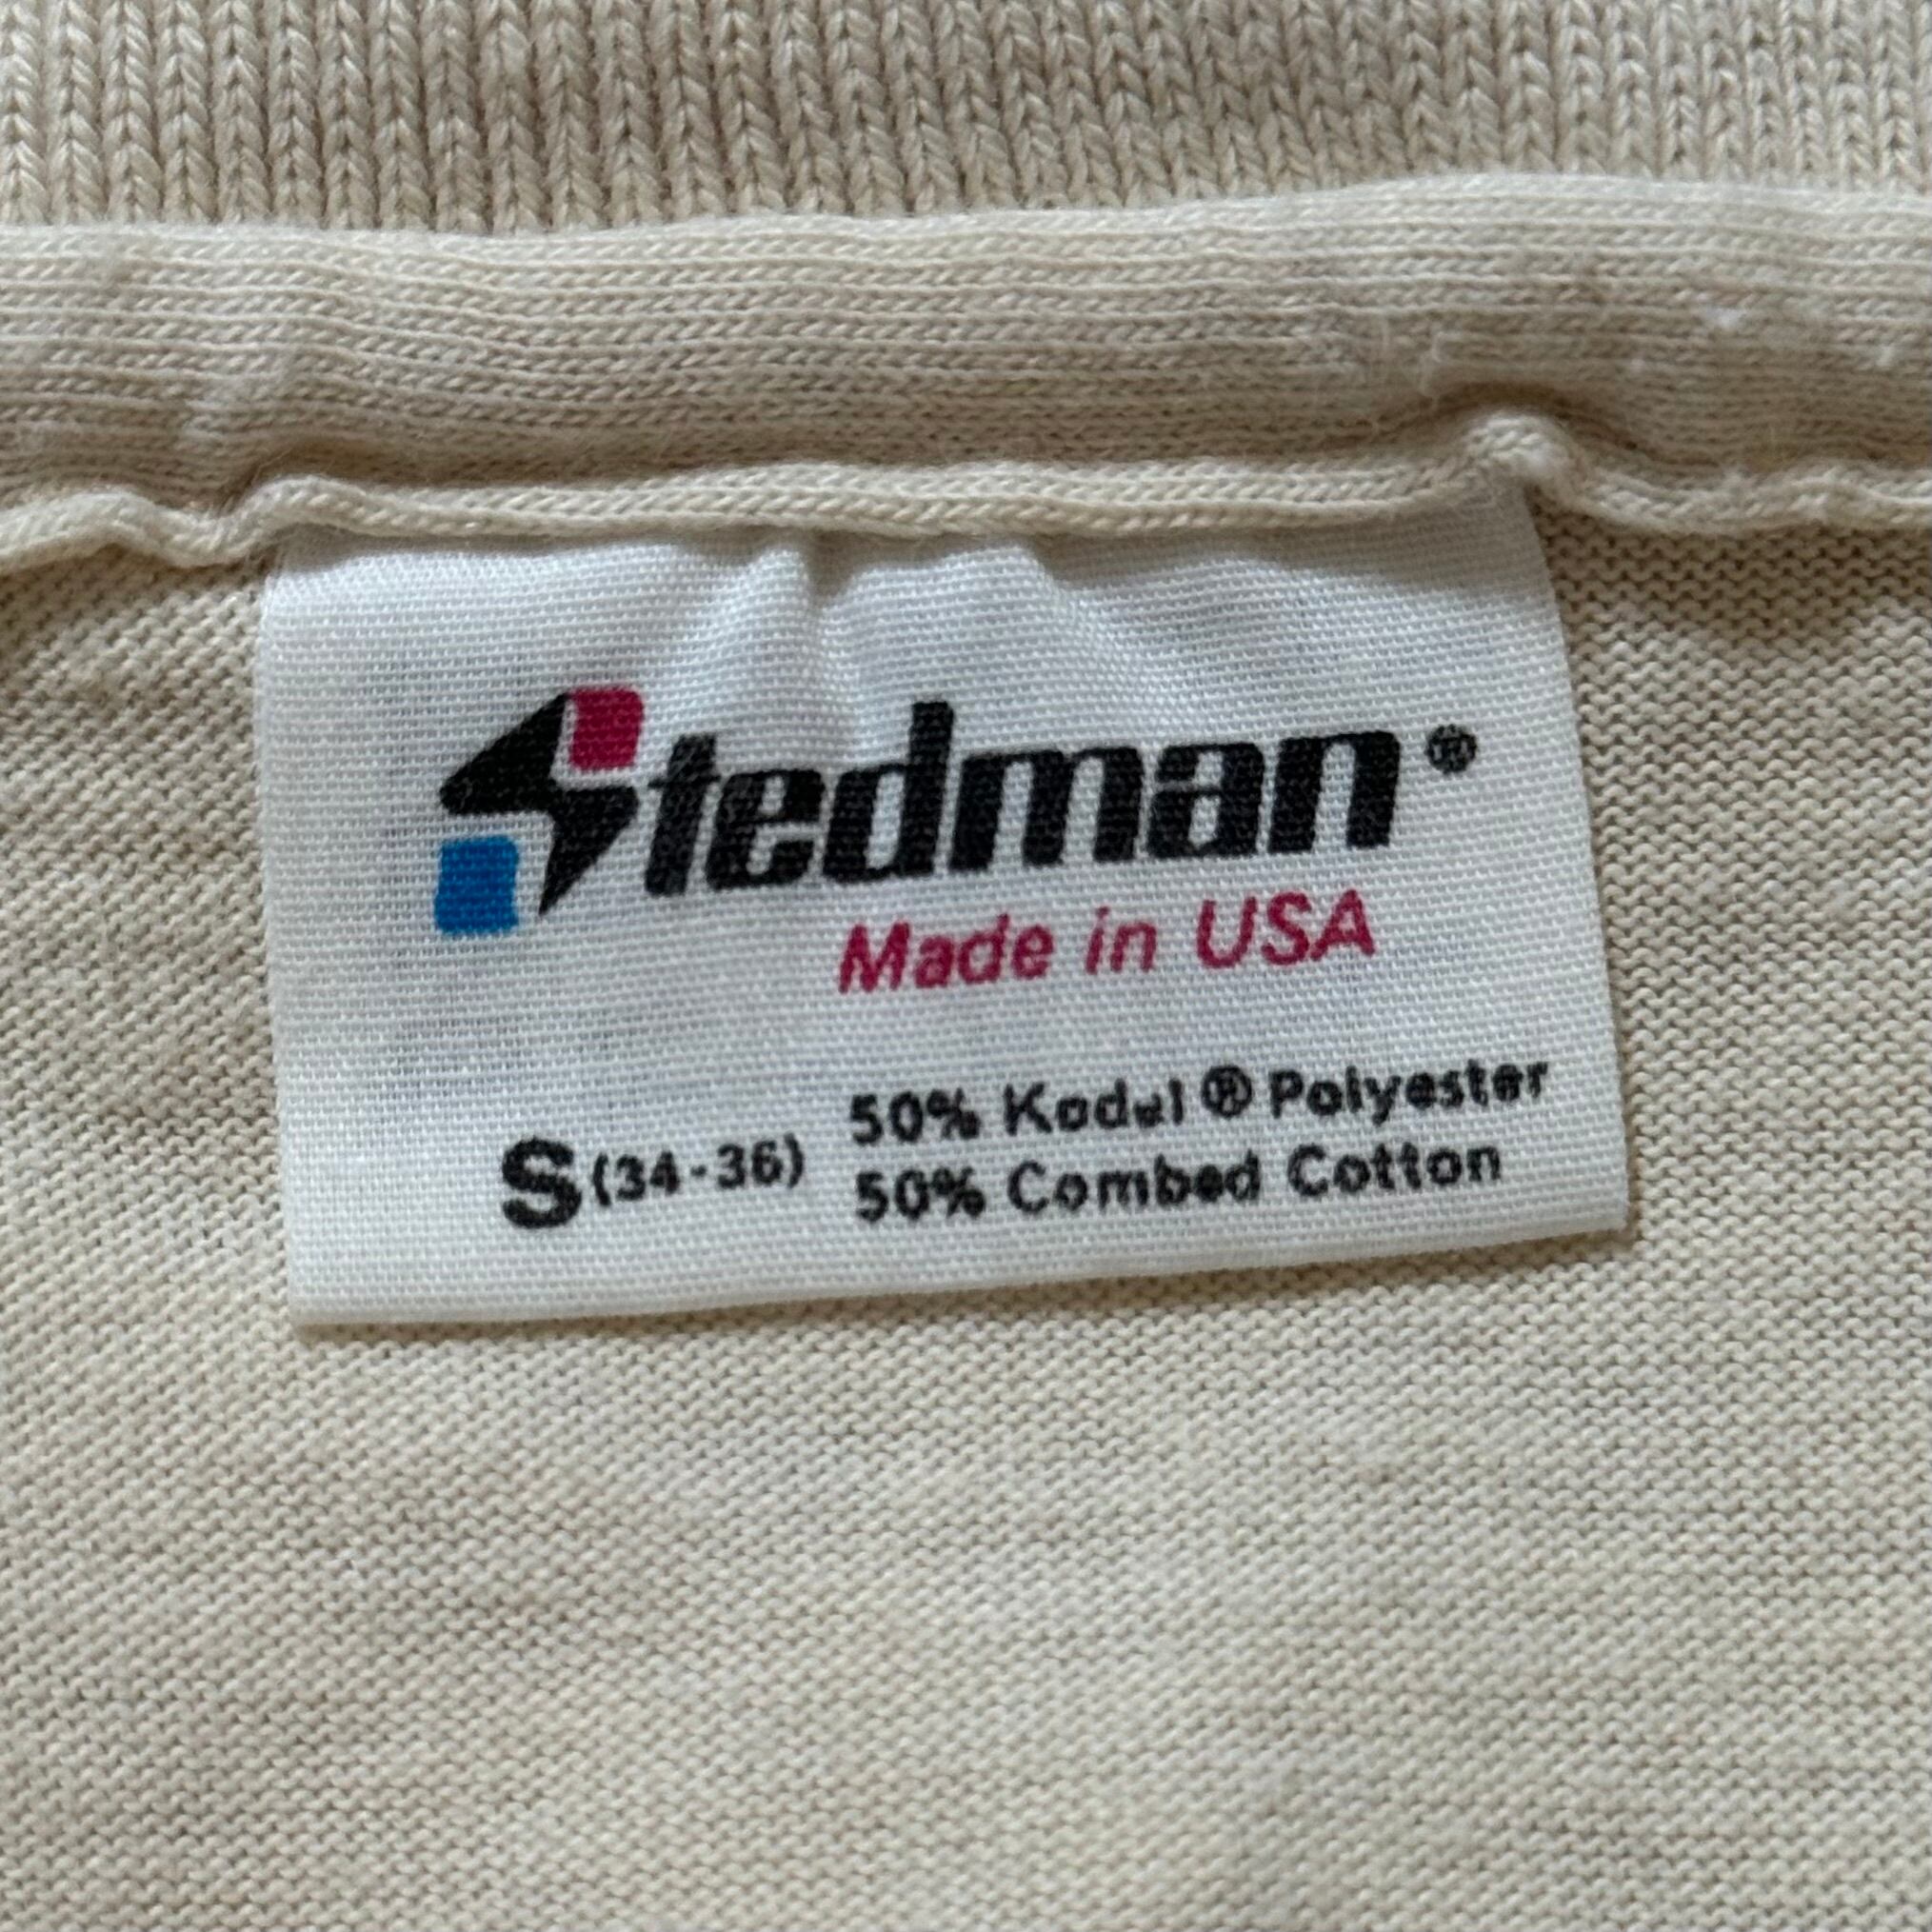 Stedman®
Made in USA
S (34-36)
50% Kodel® Polyester
50% Combed Cotton